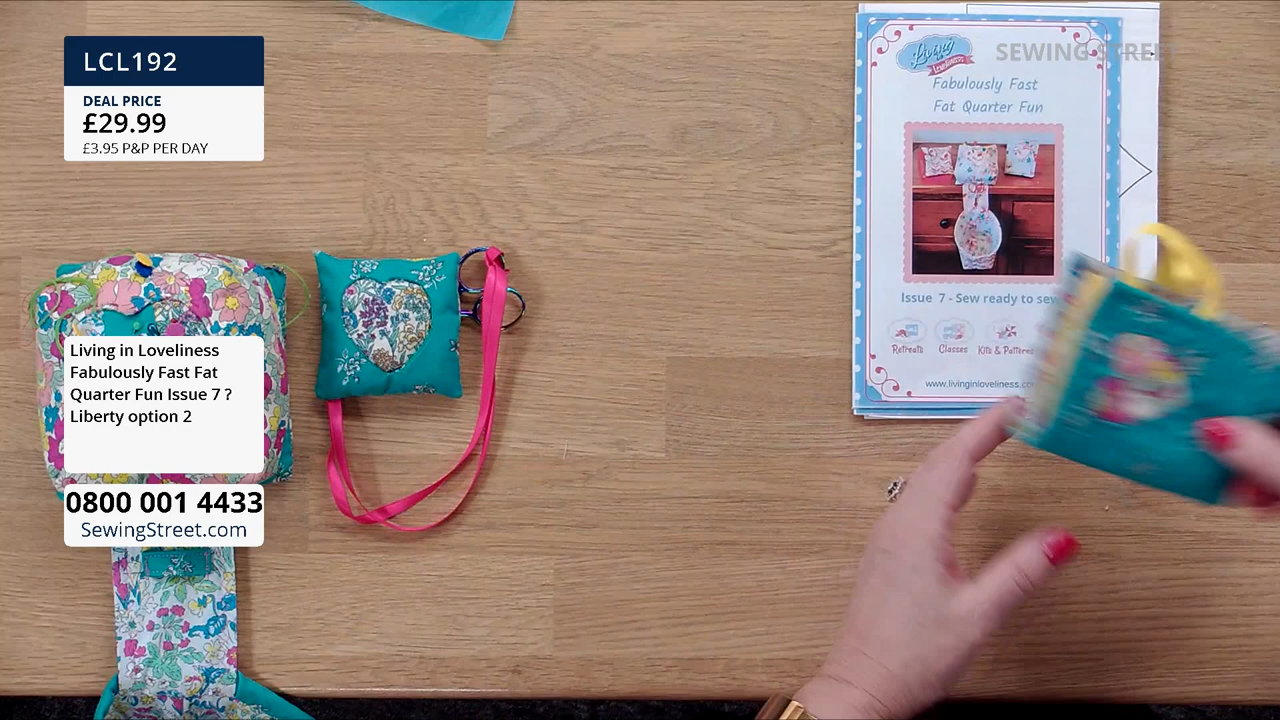 LCL192
DEAL PRICE
£29.99
£3.95 P&P PER DAY
Living in Loveliness
Fabulously Fast Fat
Quarter Fun Issue 7 ?
Liberty option 2
0800 001 4433
SewingStreet.com
SEWING STREET
Living
in
Loveliness
Fabulously Fast
Fat Quarter Fun
Issue 7 - Sew ready to sew
Retreats
Classes
Kits & Patterns
www.livinginloveliness.co